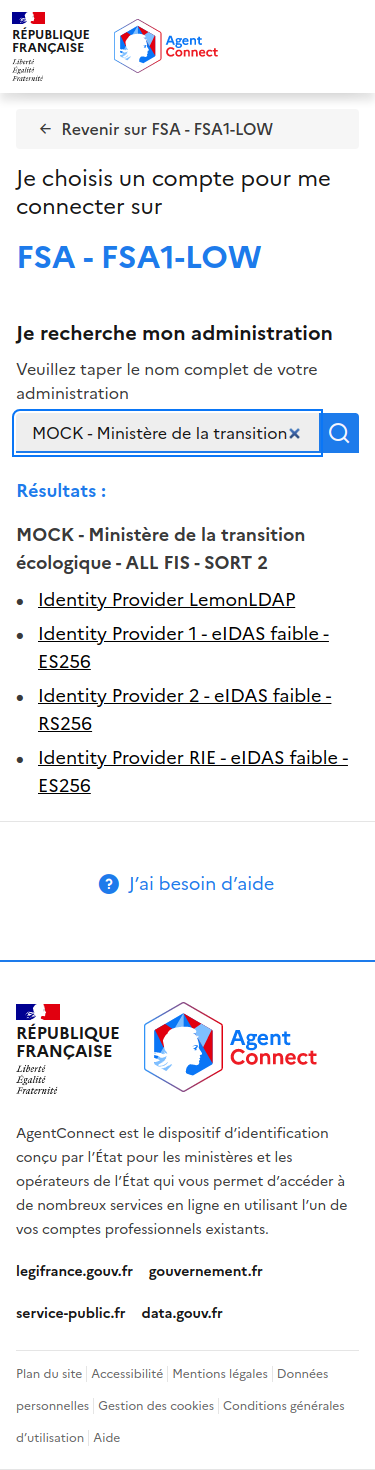 RÉPUBLIQUE
FRANÇAISE
Liberté
Égalité
Fraternité
Agent
Connect
← Revenir sur FSA - FSA1-LOW
Je choisis un compte pour me
connecter sur
FSA - FSA1-LOW
Je recherche mon administration
Veuillez taper le nom complet de votre
administration
MOCK - Ministère de la transition
Résultats :
MOCK - Ministère de la transition
écologique - ALL FIS - SORT 2
Identity Provider LemonLDAP
Identity Provider 1 - eIDAS faible -
ES256
Identity Provider 2 - eIDAS faible -
RS256
Identity Provider RIE - eIDAS faible -
ES256
J’ai besoin d’aide
RÉPUBLIQUE
FRANÇAISE
Liberté
Égalité
Fraternité
Agent
Connect
AgentConnect est le dispositif d’identification
conçu par l’État pour les ministères et les
opérateurs de l’État qui vous permet d’accéder à
de nombreux services en ligne en utilisant l’un de
vos comptes professionnels existants.
legifrance.gouv.fr gouvernement.fr
service-public.fr data.gouv.fr
Plan du site Accessibilité Mentions légales Données
personnelles Gestion des cookies Conditions générales
d’utilisation Aide